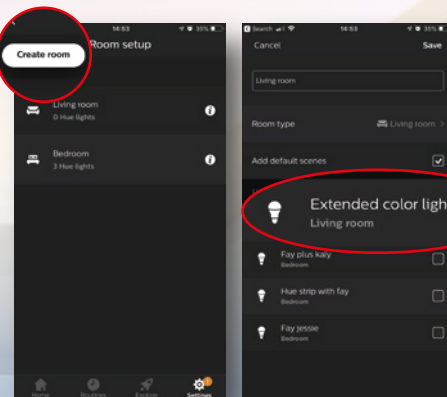 14:53
35%
Create room
Room setup
Living room
0 Hue lights
Bedroom
3 Hue lights
Home
Routines
Explore
Settings
Search
14:53
35%
Cancel
Save
Living room
Room type
Living room
Add default scenes
Extended color ligh
Living room
Fay plus kaly
Bedroom
Hue strip with fay
Bedroom
Fay jessie
Bedroom